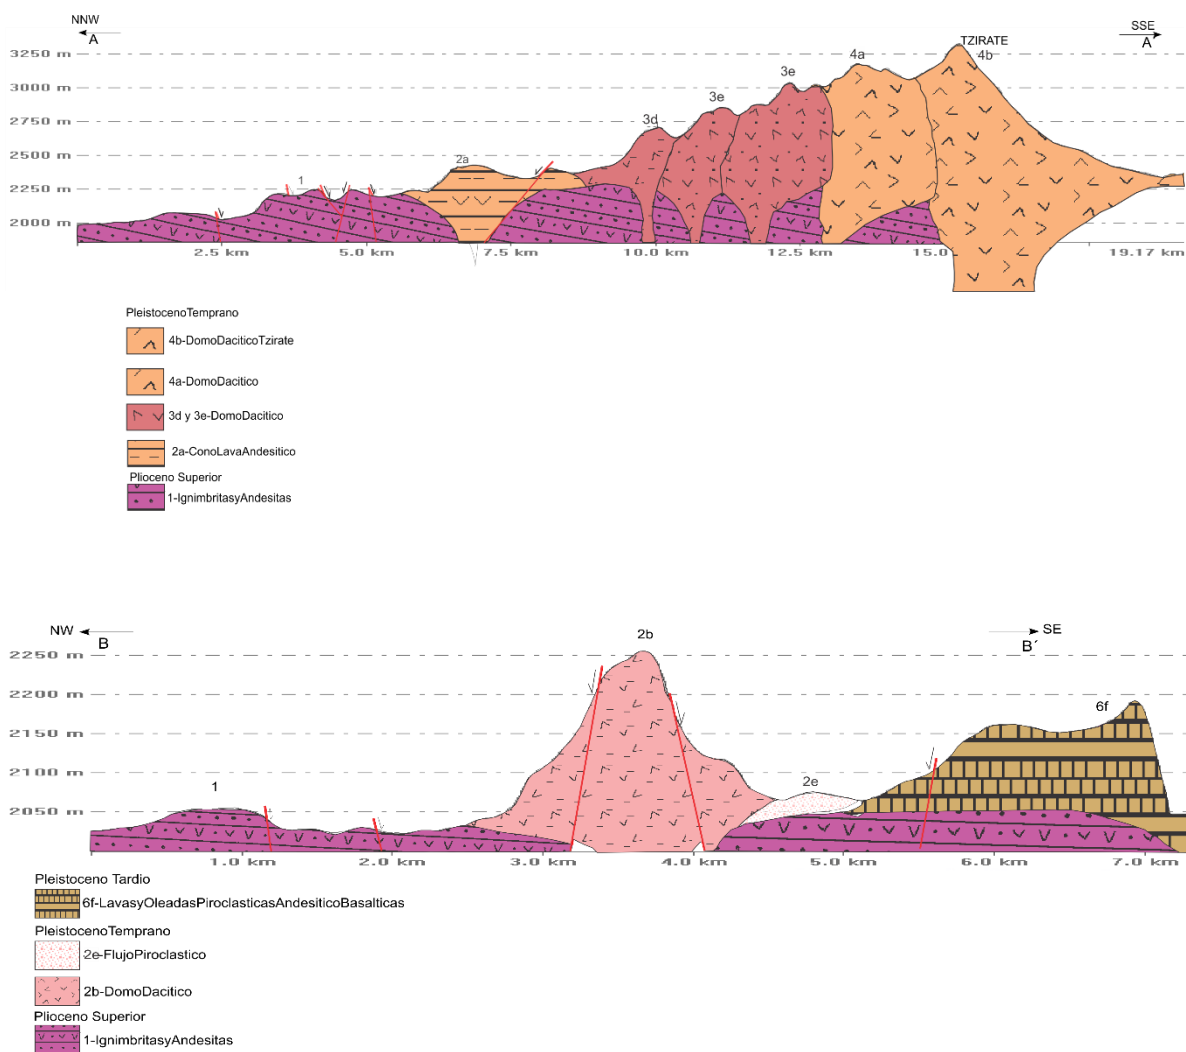 NNW
A
SSE
A´
TZIRATE
3250 m
3000 m
2750 m
2500 m
2250 m
2000 m
1
2a
3d
3e
3e
4a
4b
2.5 km
5.0 km
7.5 km
10.0 km
12.5 km
15.0
19.17 km
PleistocenoTemprano
4b-DomoDaciticoTzirate
4a-DomoDacitico
3d y 3e-DomoDacitico
2a-ConoLavaAndesitico
Plioceno Superior
1-IgnimbritasyAndesitas
NW
B
SE
B´
2250 m
2200 m
2150 m
2100 m
2050 m
1
2b
2e
6f
1.0 km
2.0 km
3.0 km
4.0 km
5.0 km
6.0 km
7.0 km
Pleistoceno Tardio
6f-LavasyOleadasPiroclasticasAndesiticoBasalticas
PleistocenoTemprano
2e-FlujoPiroclastico
2b-DomoDacitico
Plioceno Superior
1-IgnimbritasyAndesitas